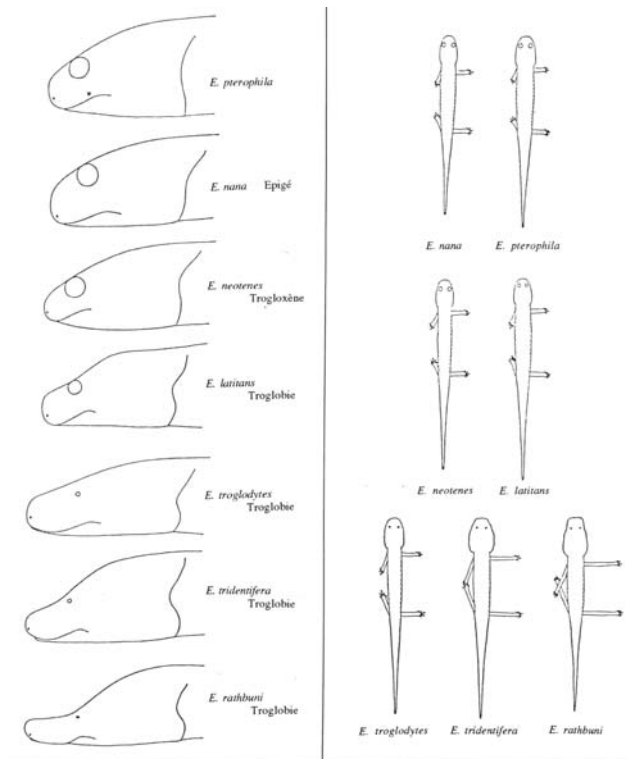 E. pterophila
E. nana Epigé
E. neotenes
Trogloxène
E. latitans
Troglobie
E. troglodytes
Troglobie
E. tridentifera
Troglobie
E. rathbuni
Troglobie
E. nana E. pterophila
E. neotenes E. latitans
E. troglodytes E. tridentifera E. rathbuni